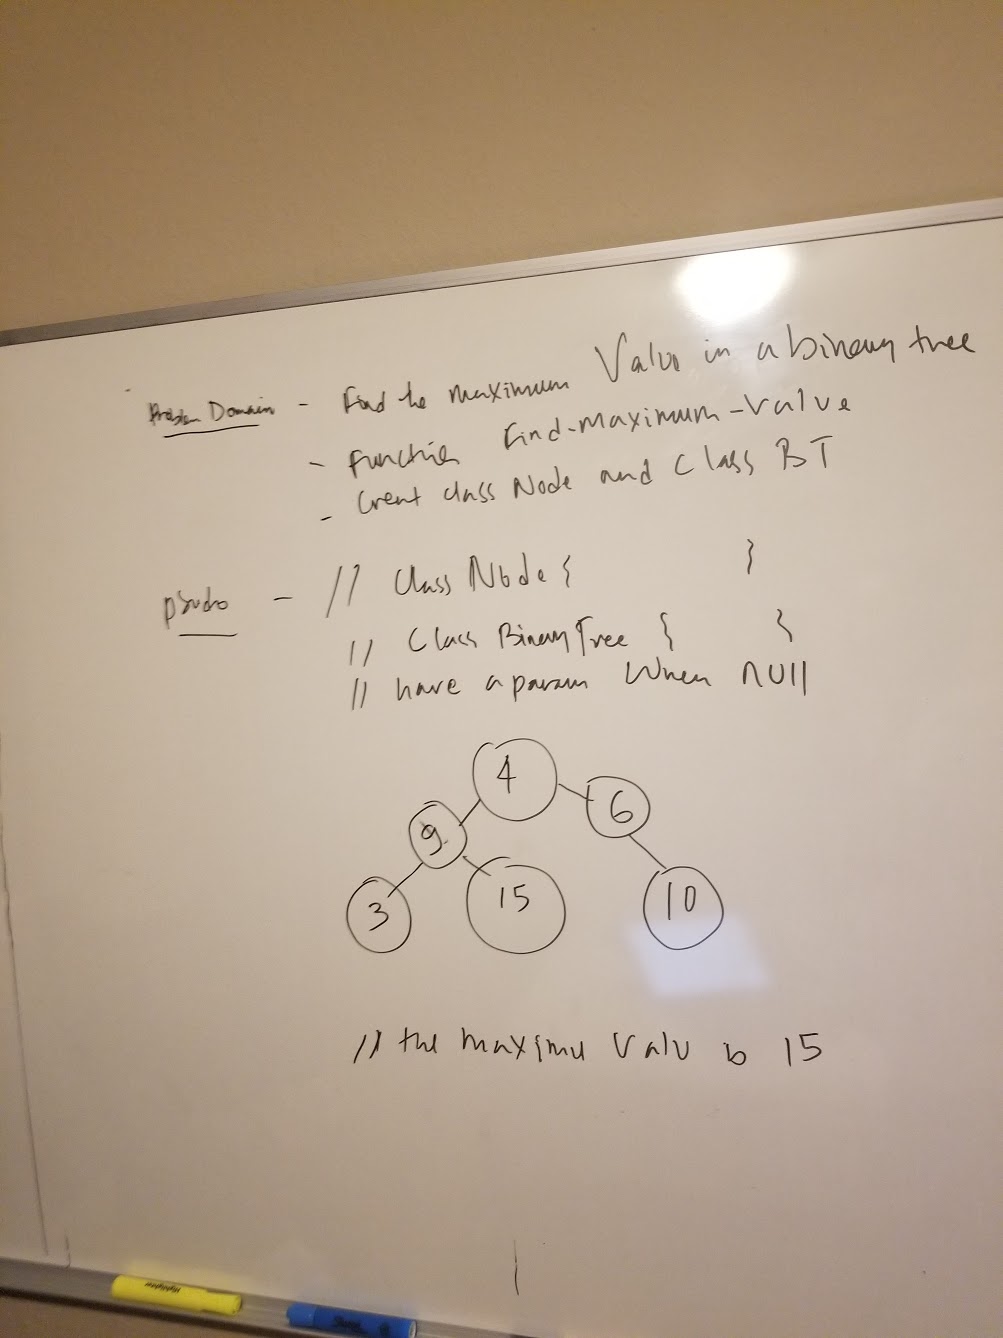 Problem Domain - Find the maximum Value in a binary tree
- function Find-maximum-Value
- Creat class Node and Class BT
psudo - // Class Node { }
// Class Binary Tree { }
// have a param When null
4
9 6
3 15 10
// the maximu Valu is 15
Sharpie